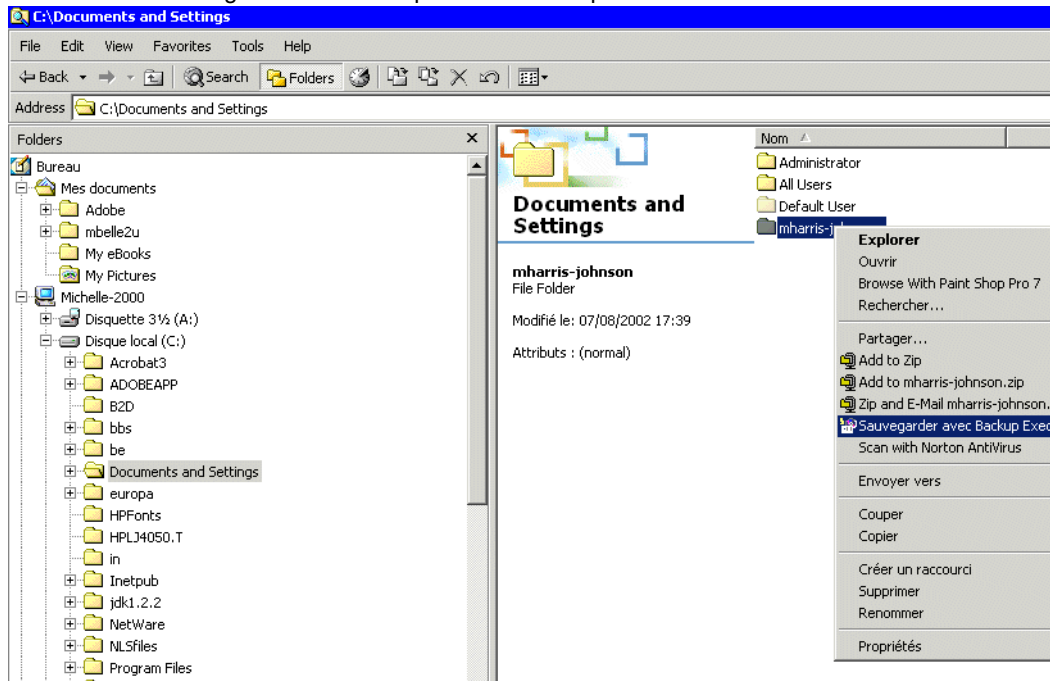 C:\Documents and Settings
File Edit View Favorites Tools Help
Back Search Folders
Address C:\Documents and Settings
Folders
Bureau
Mes documents
Adobe
mbelle2u
My eBooks
My Pictures
Michelle-2000
Disquette 3½ (A:)
Disque local (C:)
Acrobat3
ADOBEAPP
B2D
bbs
be
Documents and Settings
europa
HPFonts
HPLJ4050.T
in
Inetpub
jdk1.2.2
NetWare
NLSfiles
Program Files
Documents and
Settings
mharris-johnson
File Folder
Modifié le: 07/08/2002 17:39
Attributs : (normal)
Nom
Administrator
All Users
Default User
Explorer
Ouvrir
Browse With Paint Shop Pro 7
Rechercher...
Partager...
Add to Zip
Add to mharris-johnson.zip
Zip and E-Mail mharris-johnson.
Sauvegarder avec Backup Exec
Scan with Norton AntiVirus
Envoyer vers
Couper
Copier
Créer un raccourci
Supprimer
Renommer
Propriétés